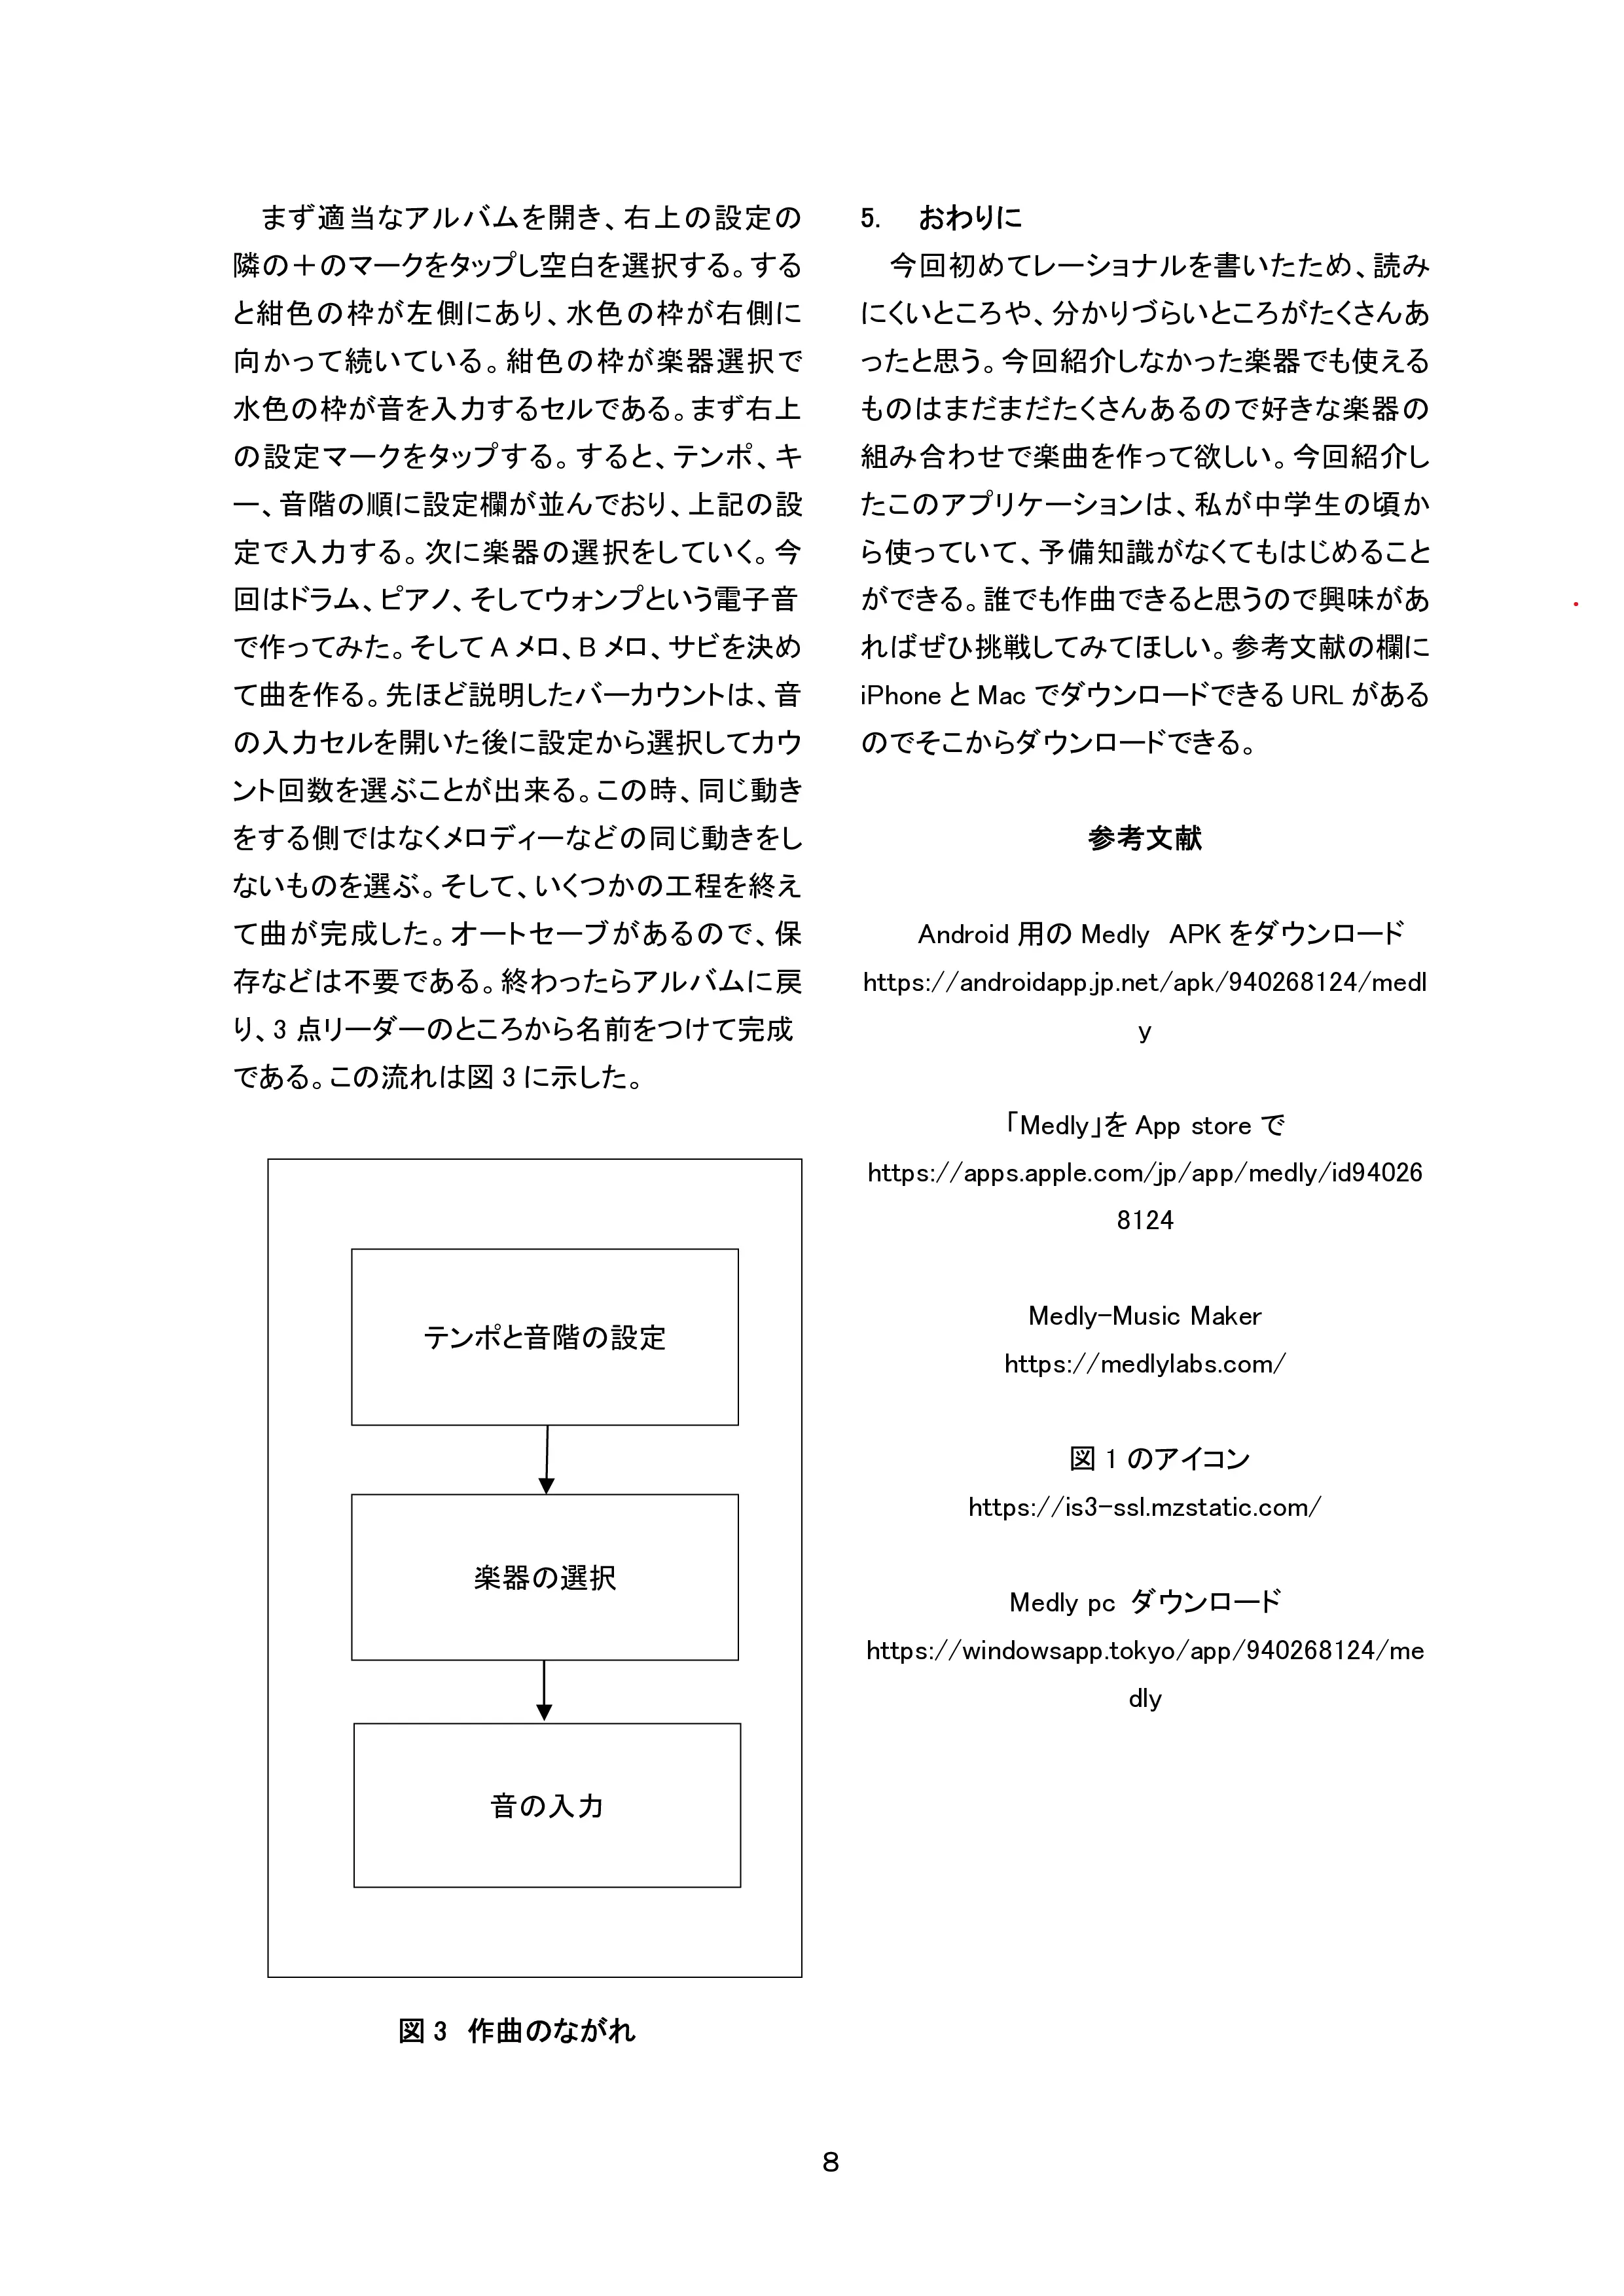 まず適当なアルバムを開き、右上の設定の
隣の＋のマークをタップし空白を選択する。する
と紺色の枠が左側にあり、水色の枠が右側に
向かって続いている。紺色の枠が楽器選択で
水色の枠が音を入力するセルである。まず右上
の設定マークをタップする。すると、テンポ、キ
ー、音階の順に設定欄が並んでおり、上記の設
定で入力する。次に楽器の選択をしていく。今
回はドラム、ピアノ、そしてウォンプという電子音
で作ってみた。そして A メロ、B メロ、サビを決め
て曲を作る。先ほど説明したバーカウントは、音
の入力セルを開いた後に設定から選択してカウ
ント回数を選ぶことが出来る。この時、同じ動き
をする側ではなくメロディーなどの同じ動きをし
ないものを選ぶ。そして、いくつかの工程を終え
て曲が完成した。オートセーブがあるので、保
存などは不要である。終わったらアルバムに戻
り、3 点リーダーのところから名前をつけて完成
である。この流れは図 3 に示した。
テンポと音階の設定
楽器の選択
音の入力
図 3 作曲のながれ
5. おわりに
今回初めてレーショナルを書いたため、読み
にくいところや、分かりづらいところがたくさんあ
ったと思う。今回紹介しなかった楽器でも使える
ものはまだまだたくさんあるので好きな楽器の
組み合わせで楽曲を作って欲しい。今回紹介し
たこのアプリケーションは、私が中学生の頃か
ら使っていて、予備知識がなくてもはじめること
ができる。誰でも作曲できると思うので興味があ
ればぜひ挑戦してみてほしい。参考文献の欄に
iPhone と Mac でダウンロードできる URL がある
のでそこからダウンロードできる。
参考文献
Android 用の Medly APK をダウンロード
https://androidapp.jp.net/apk/940268124/medl
y
「Medly」を App store で
https://apps.apple.com/jp/app/medly/id94026
8124
Medly-Music Maker
https://medlylabs.com/
図 1 のアイコン
https://is3-ssl.mzstatic.com/
Medly pc ダウンロード
https://windowsapp.tokyo/app/940268124/me
dly
8